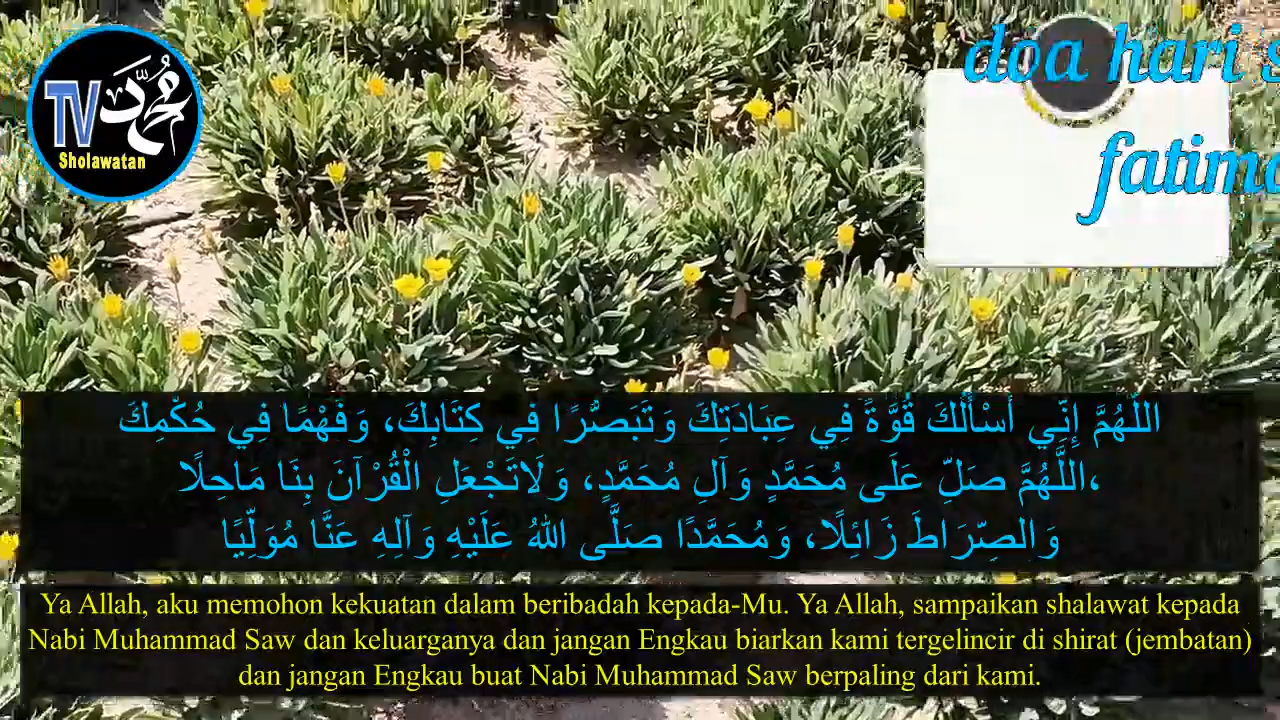 محمد
TV
Sholawatan
doa hari s
fatima
اللّٰهُمَّ إِنِّي أَسْأَلُكَ قُوَّةً فِي عِبَادَتِكَ وَتَبَصُّرًا فِي كِتَابِكَ، وَفَهْمًا فِي حُكْمِكَ
،اللَّهُمَّ صَلِّ عَلَى مُحَمَّدٍ وَآلِ مُحَمَّدٍ، وَلَاتَجْعَلِ الْقُرْآنَ بِنَا مَاحِلًا
وَالصِّرَاطَ زَائِلًا، وَمُحَمَّدًا صَلَّى اللهُ عَلَيْهِ وَآلِهِ عَنَّا مُوَلِّيًا
Ya Allah, aku memohon kekuatan dalam beribadah kepada-Mu. Ya Allah, sampaikan shalawat kepada
Nabi Muhammad Saw dan keluarganya dan jangan Engkau biarkan kami tergelincir di shirat (jembatan)
dan jangan Engkau buat Nabi Muhammad Saw berpaling dari kami.